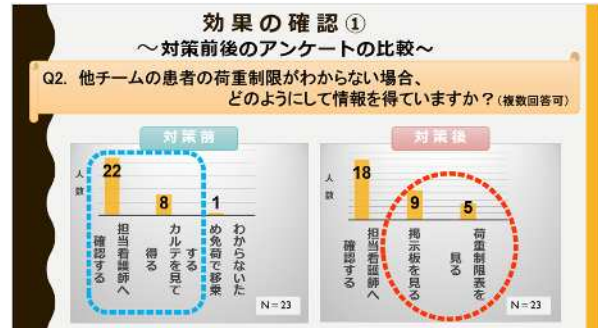 効果の確認①
～対策前後のアンケートの比較～
Q2. 他チームの患者の荷重制限がわからない場合、
どのようにして情報を得ていますか？(複数回答可)
対策前
人数
22
8
1
担当看護師へ
確認する
カルテを見て
得る
する
わからないた
め免荷で移乗
N=23
対策後
人数
18
9
5
担当看護師へ
確認する
掲示板を見る
荷重制限表を
見る
N=23